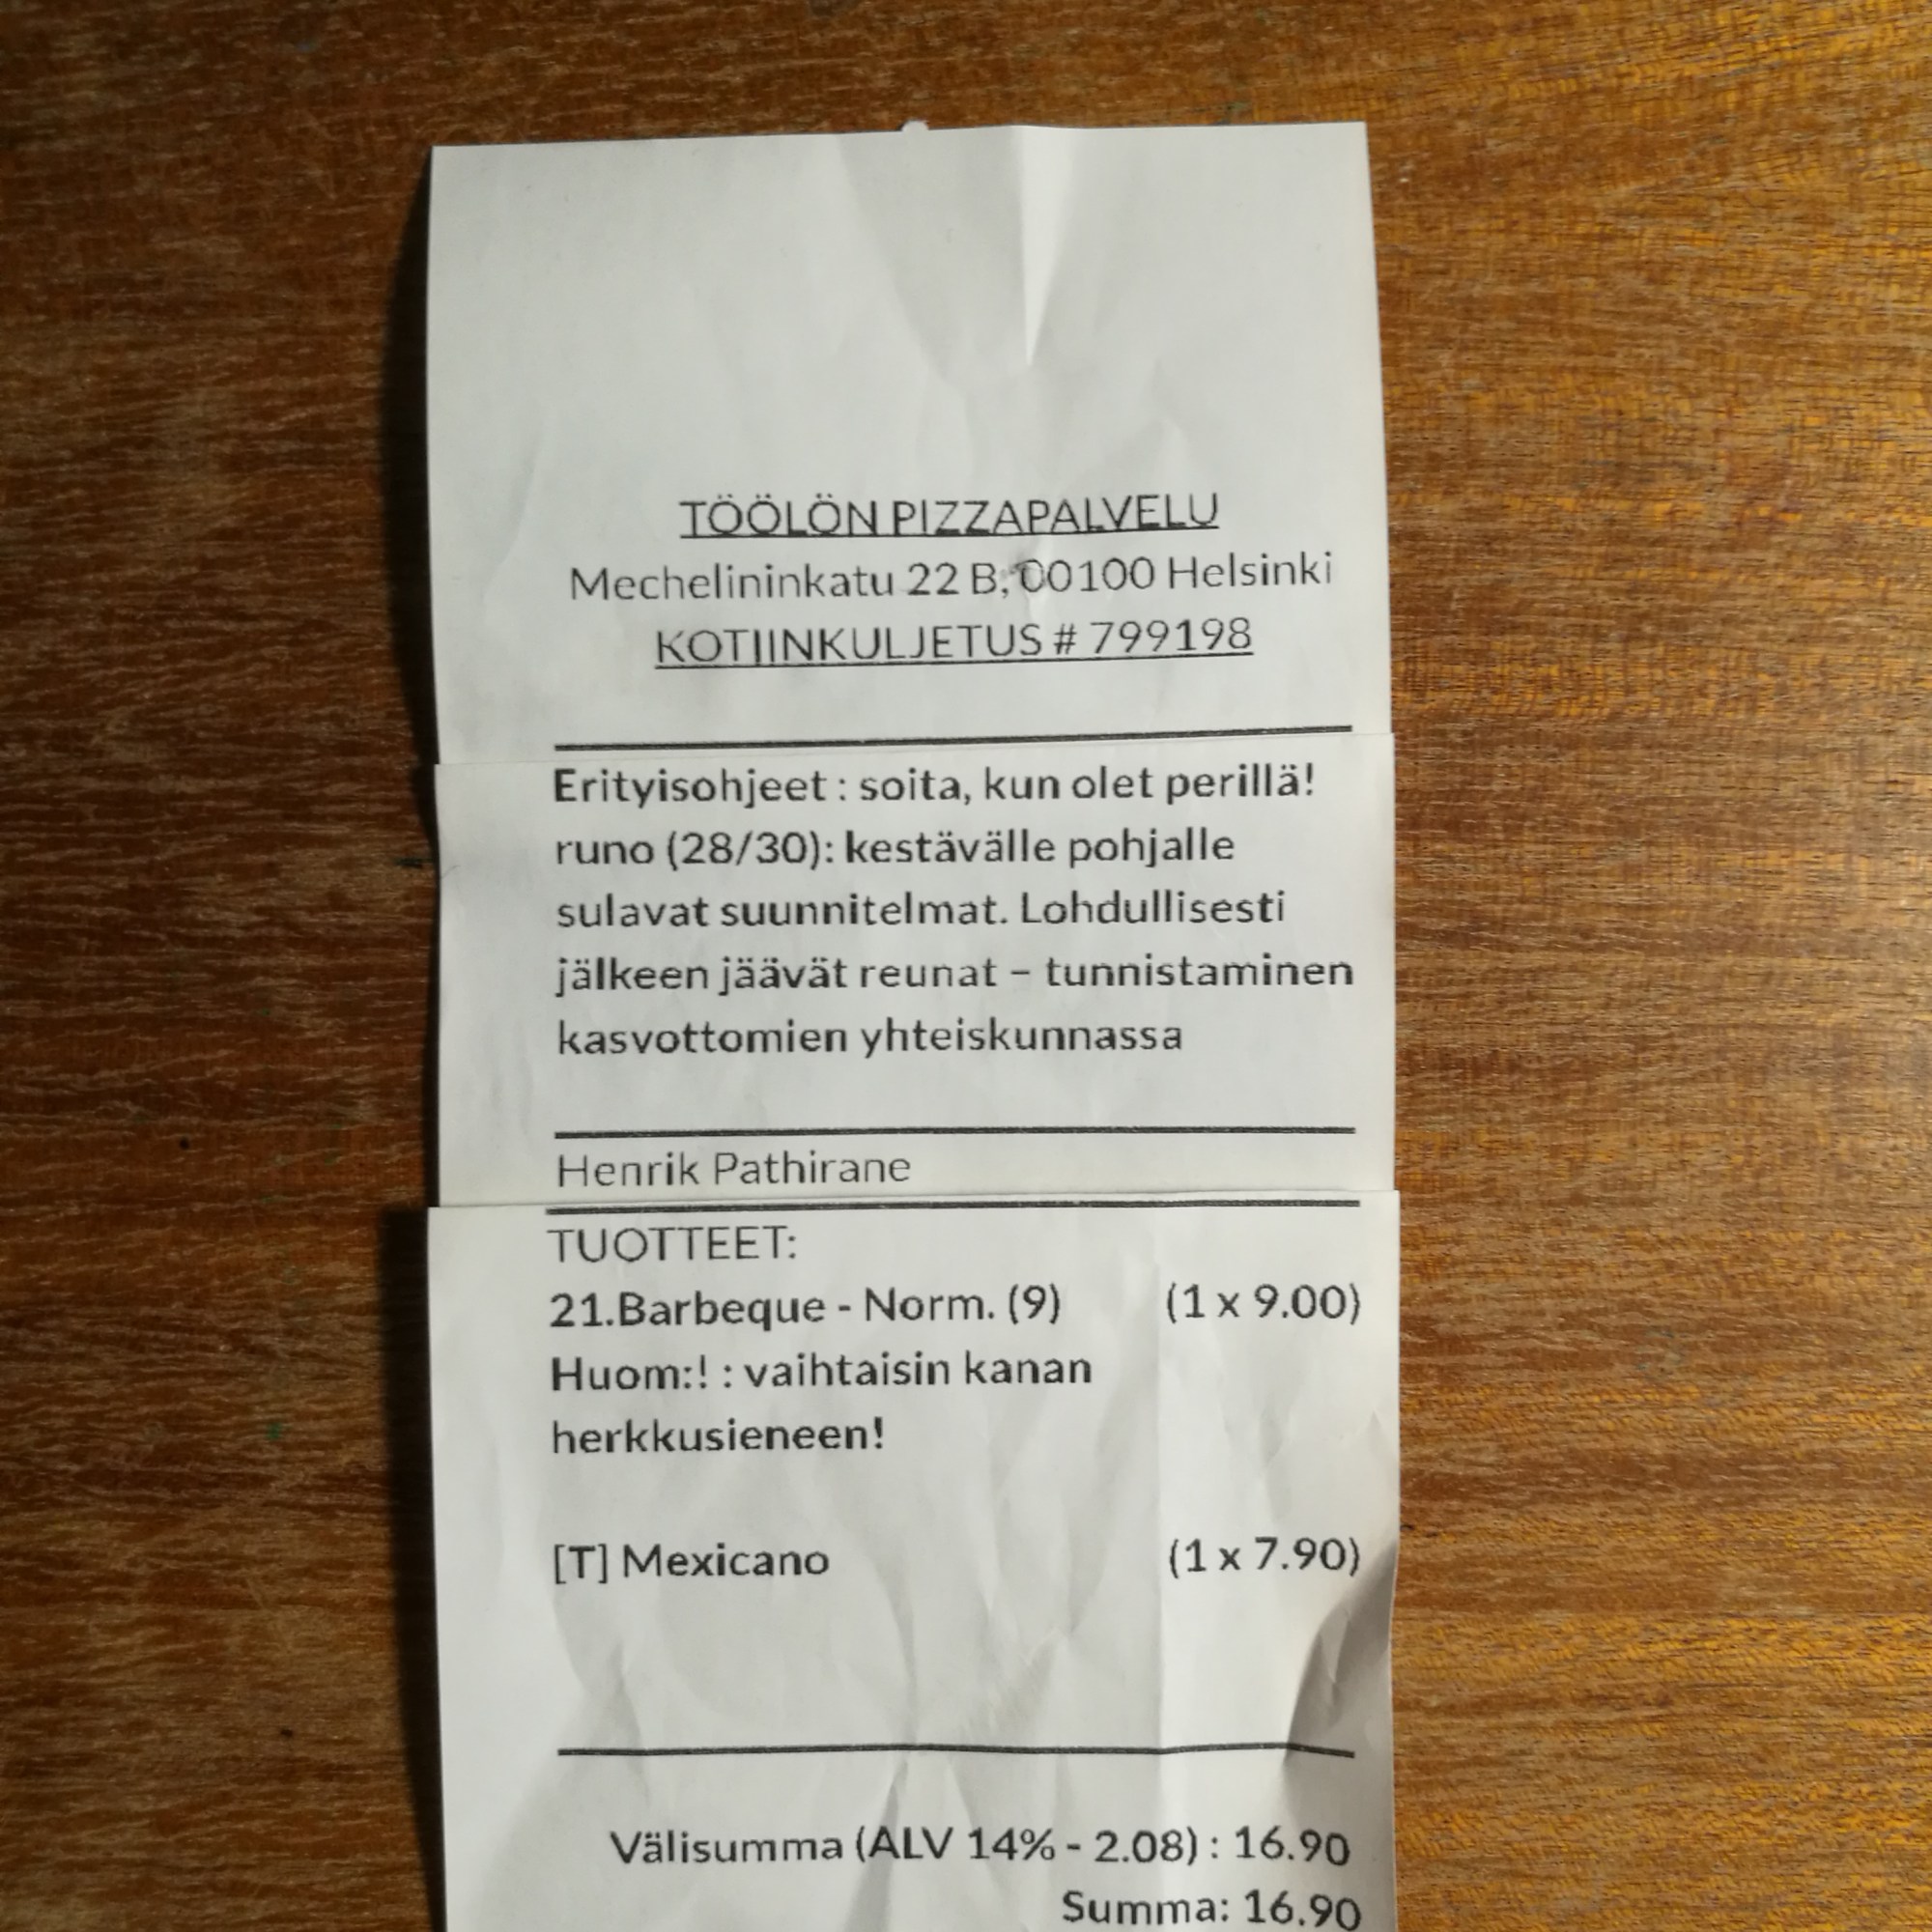 TÖÖLÖN PIZZAPALVELU
Mechelininkatu 22 B, 00100 Helsinki
KOTIINKULJETUS # 799198
Erityisohjeet : soita, kun olet perillä!
runo (28/30): kestävälle pohjalle
sulavat suunnitelmat. Lohdullisesti
jälkeen jäävät reunat – tunnistaminen
kasvottomien yhteiskunnassa
Henrik Pathirane
TUOTTEET:
21.Barbeque - Norm. (9) (1 x 9.00)
Huom:! : vaihtaisin kanan
herkkusieneen!
[T] Mexicano (1 x 7.90)
Välisumma (ALV 14% - 2.08) : 16.90
Summa: 16.90